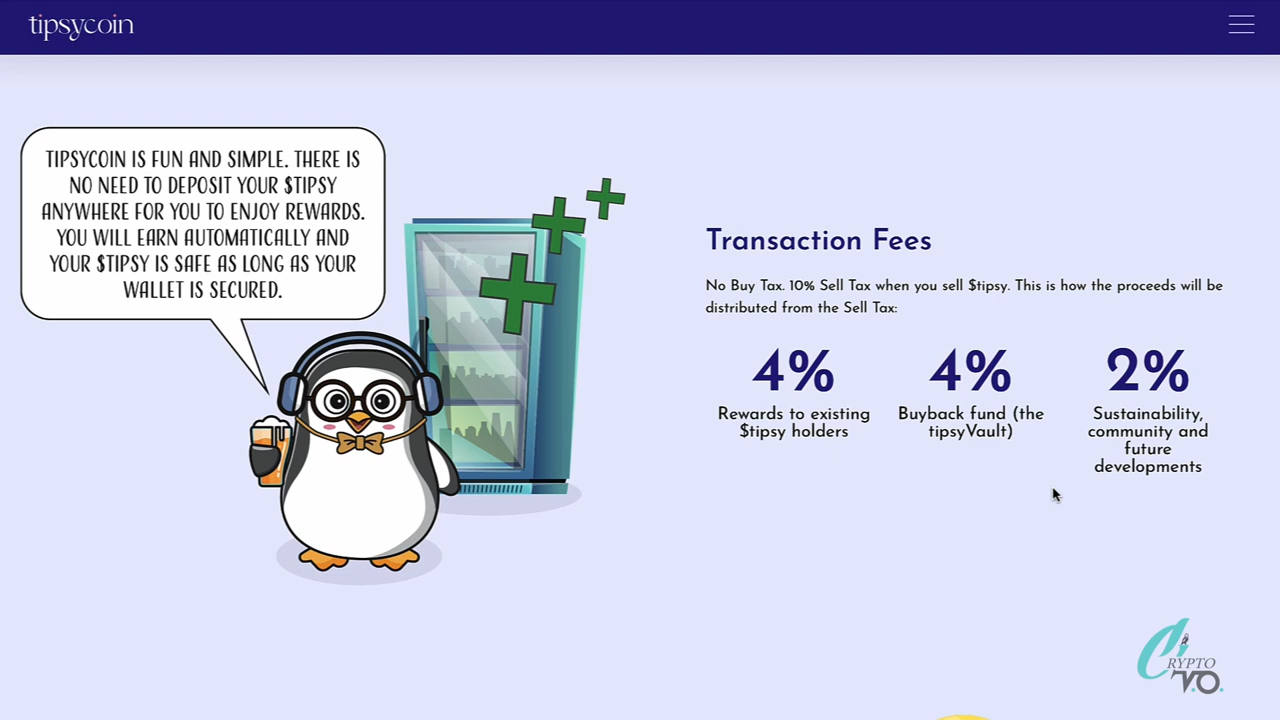 tipsycoin
TIPSYCOIN IS FUN AND SIMPLE. THERE IS
NO NEED TO DEPOSIT YOUR $TIPSY
ANYWHERE FOR YOU TO ENJOY REWARDS.
YOU WILL EARN AUTOMATICALLY AND
YOUR $TIPSY IS SAFE AS LONG AS YOUR
WALLET IS SECURED.
Transaction Fees
No Buy Tax. 10% Sell Tax when you sell $tipsy. This is how the proceeds will be
distributed from the Sell Tax:
4%
Rewards to existing
$tipsy holders
4%
Buyback fund (the
tipsyVault)
2%
Sustainability,
community and
future
developments
CRYPTO
V.O.